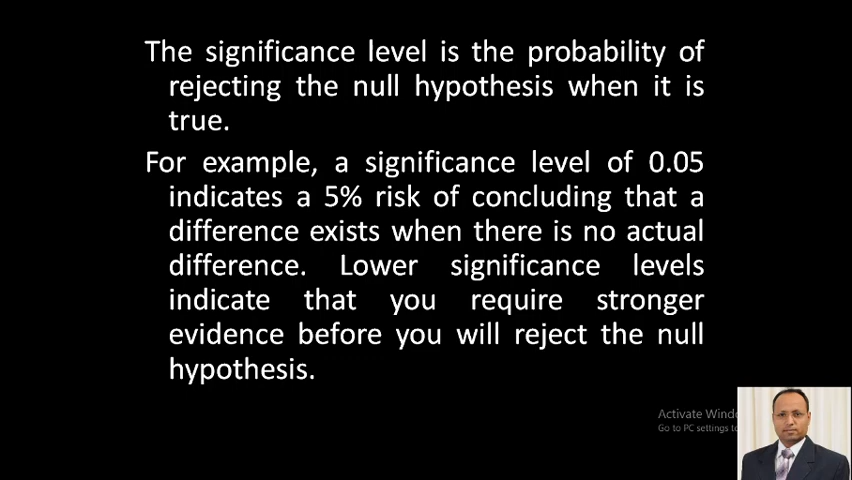 The significance level is the probability of
rejecting the null hypothesis when it is
true.
For example, a significance level of 0.05
indicates a 5% risk of concluding that a
difference exists when there is no actual
difference. Lower significance levels
indicate that you require stronger
evidence before you will reject the null
hypothesis.
Activate Windo
Go to PC settings to